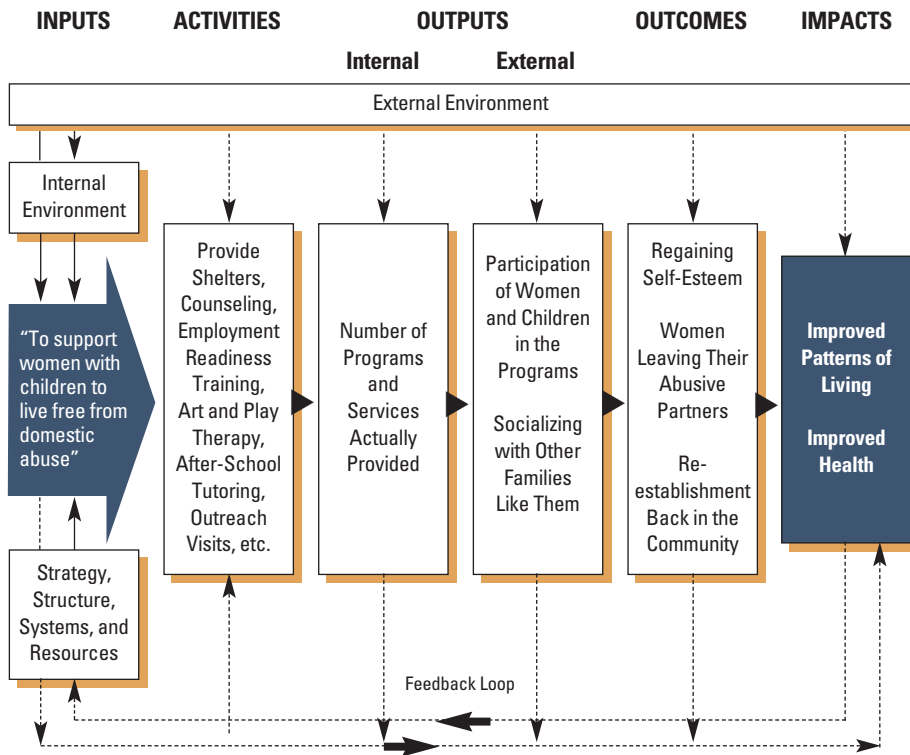 INPUTS ACTIVITIES OUTPUTS OUTCOMES IMPACTS
Internal External
External Environment
Internal
Environment
“To support
women with
children to
live free from
domestic
abuse”
Strategy,
Structure,
Systems, and
Resources
Provide
Shelters,
Counseling,
Employment
Readiness
Training,
Art and Play
Therapy,
After-School
Tutoring,
Outreach
Visits, etc.
Number of
Programs
and
Services
Actually
Provided
Participation
of Women
and Children
in the
Programs
Socializing
with Other
Families
Like Them
Regaining
Self-Esteem
Women
Leaving Their
Abusive
Partners
Re-
establishment
Back in the
Community
Improved
Patterns of
Living
Improved
Health
Feedback Loop